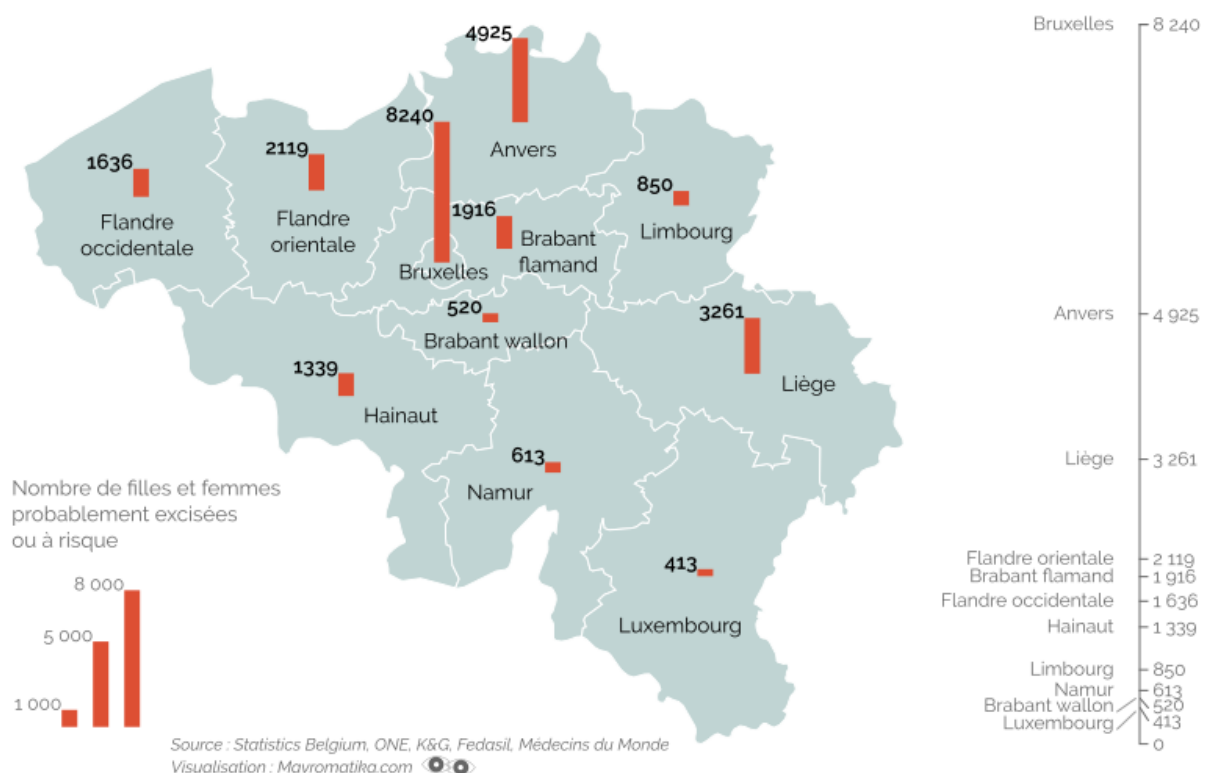 4925
8240
Anvers
1636
2119
850
1916
Flandre
occidentale
Flandre
orientale
Brabant
flamand
Limbourg
Bruxelles
520
Brabant wallon
3261
Liège
1339
Hainaut
613
Namur
413
Luxembourg
Nombre de filles et femmes
probablement excisées
ou à risque
8 000
5 000
1 000
Source : Statistics Belgium, ONE, K&G, Fedasil, Médecins du Monde
Visualisation : Mavromatika.com
Bruxelles 8 240
Anvers 4 925
Liège 3 261
Flandre orientale 2 119
Brabant flamand 1 916
Flandre occidentale 1 636
Hainaut 1 339
Limbourg 850
Namur 613
Brabant wallon 520
Luxembourg 413
0